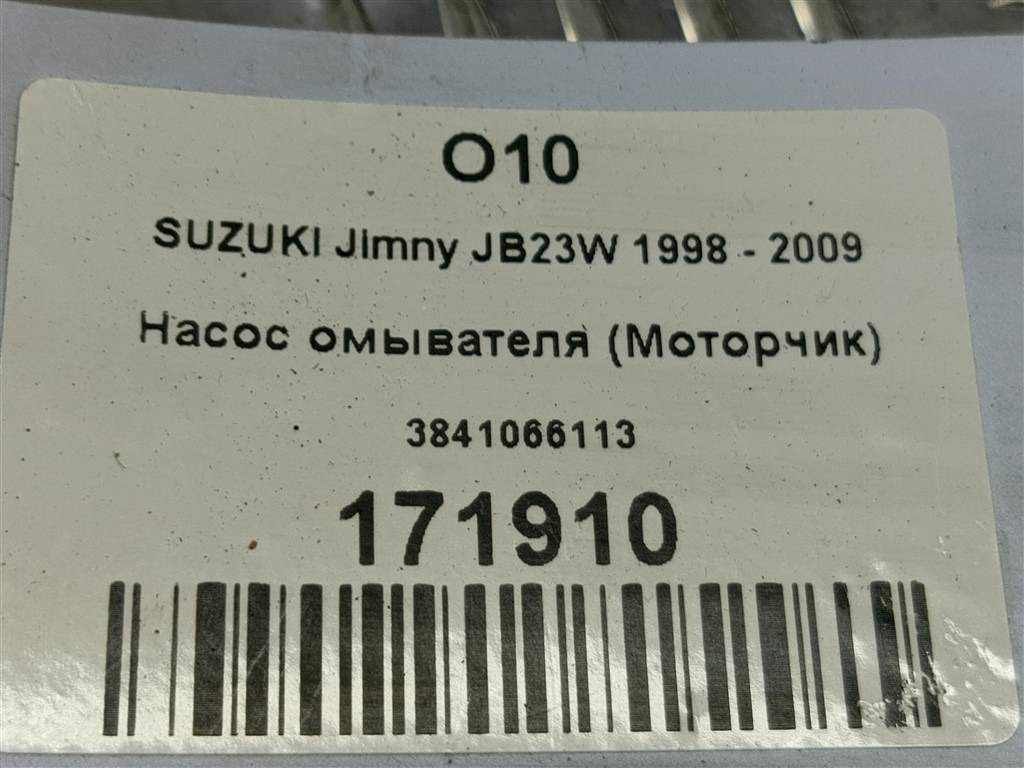 O10
SUZUKI Jimny JB23W 1998 - 2009
Насос омывателя (Моторчик)
3841066113
171910